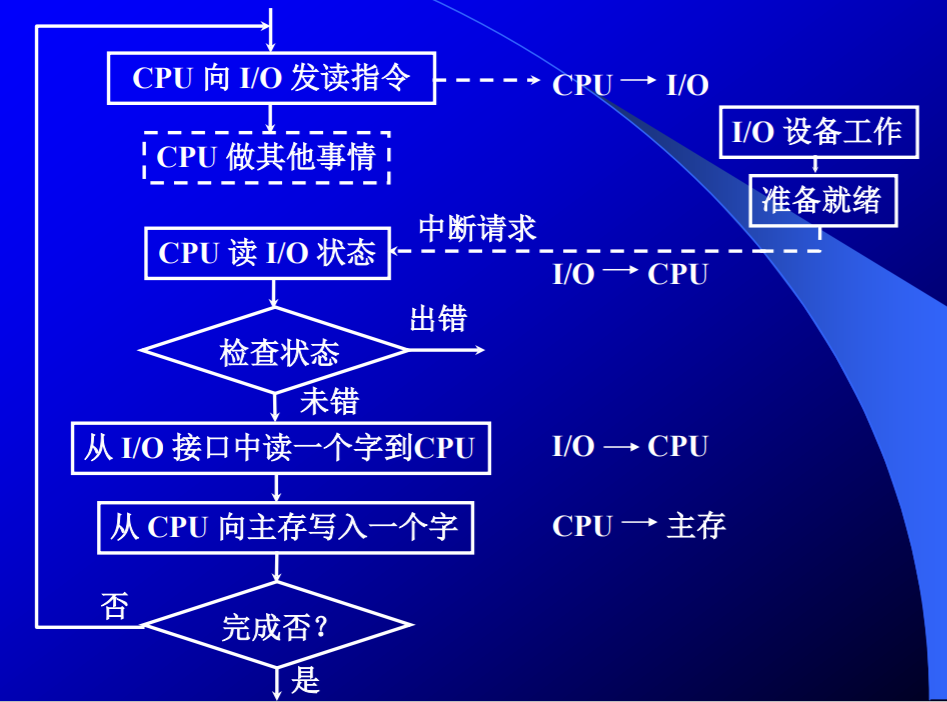 CPU 向 I/O 发读指令
CPU → I/O
I/O 设备工作
CPU 做其他事情
准备就绪
中断请求
CPU 读 I/O 状态
I/O → CPU
出错
检查状态
未错
从 I/O 接口中读一个字到CPU
I/O → CPU
从 CPU 向主存写入一个字
CPU → 主存
否
完成否？
是